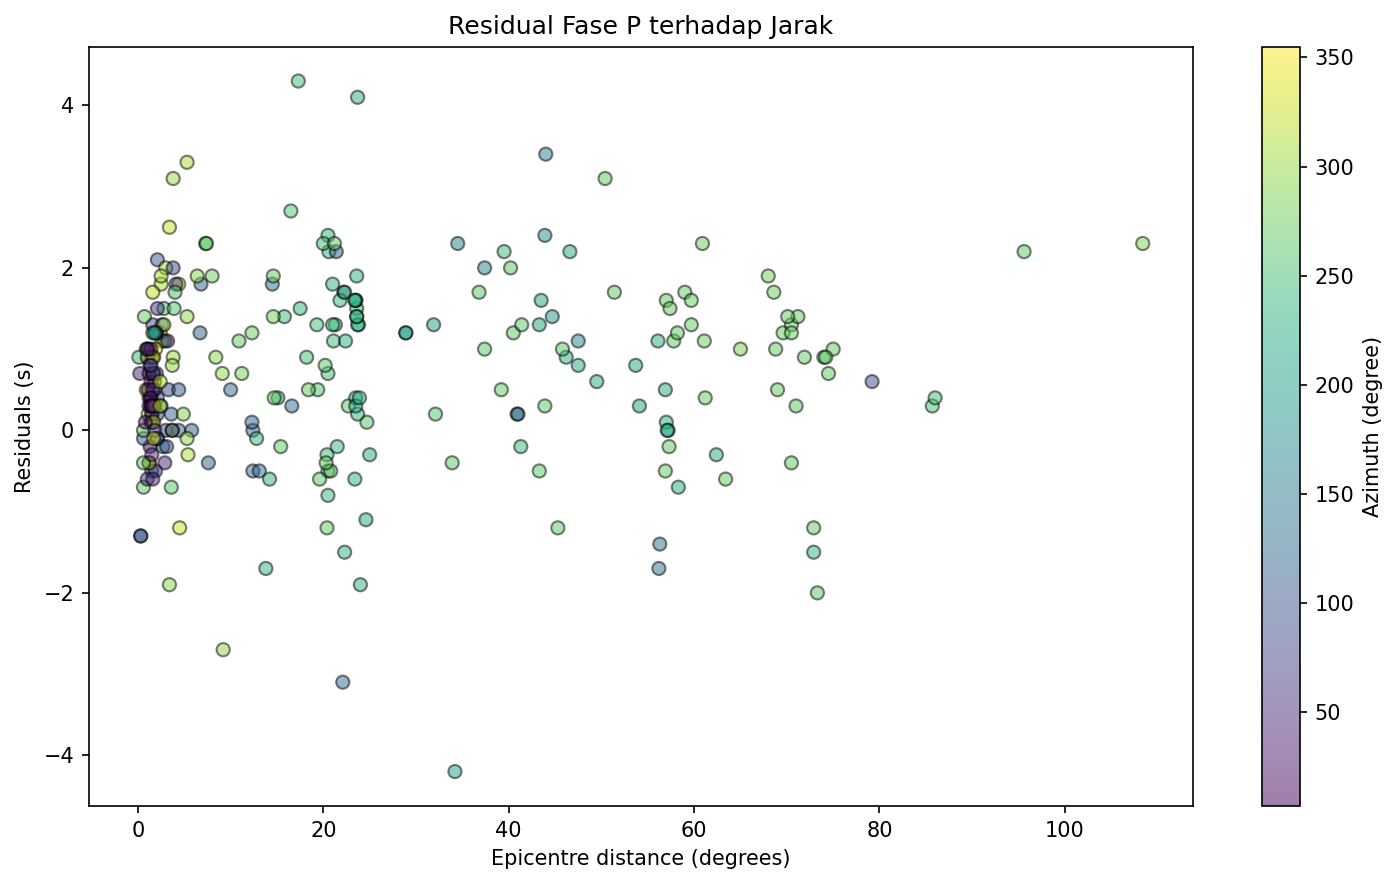 Residual Fase P terhadap Jarak
Residuals (s)
4
2
0
−2
−4
0 20 40 60 80 100
Epicentre distance (degrees)
350
300
250
200
150
100
50
Azimuth (degree)